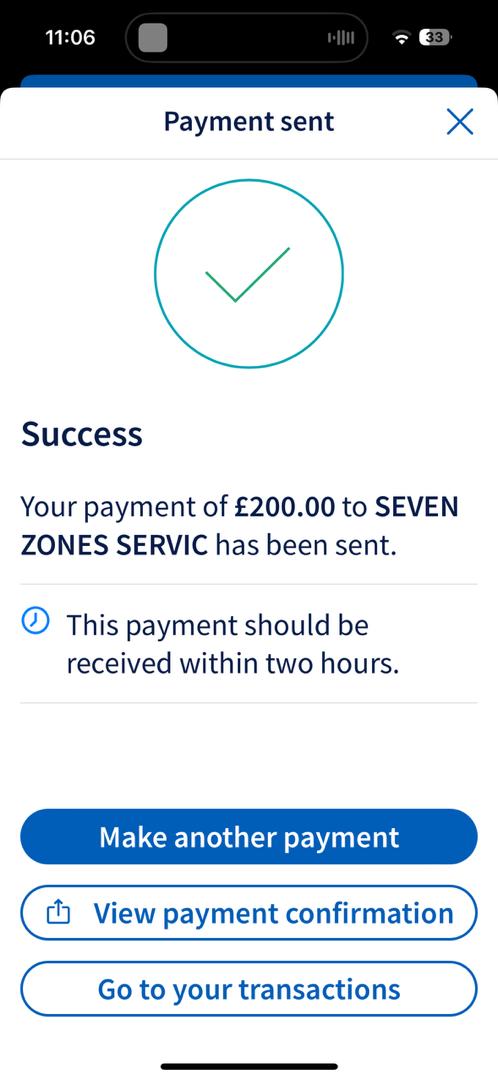 11:06
33
Payment sent
Success
Your payment of £200.00 to SEVEN
ZONES SERVIC has been sent.
This payment should be
received within two hours.
Make another payment
View payment confirmation
Go to your transactions